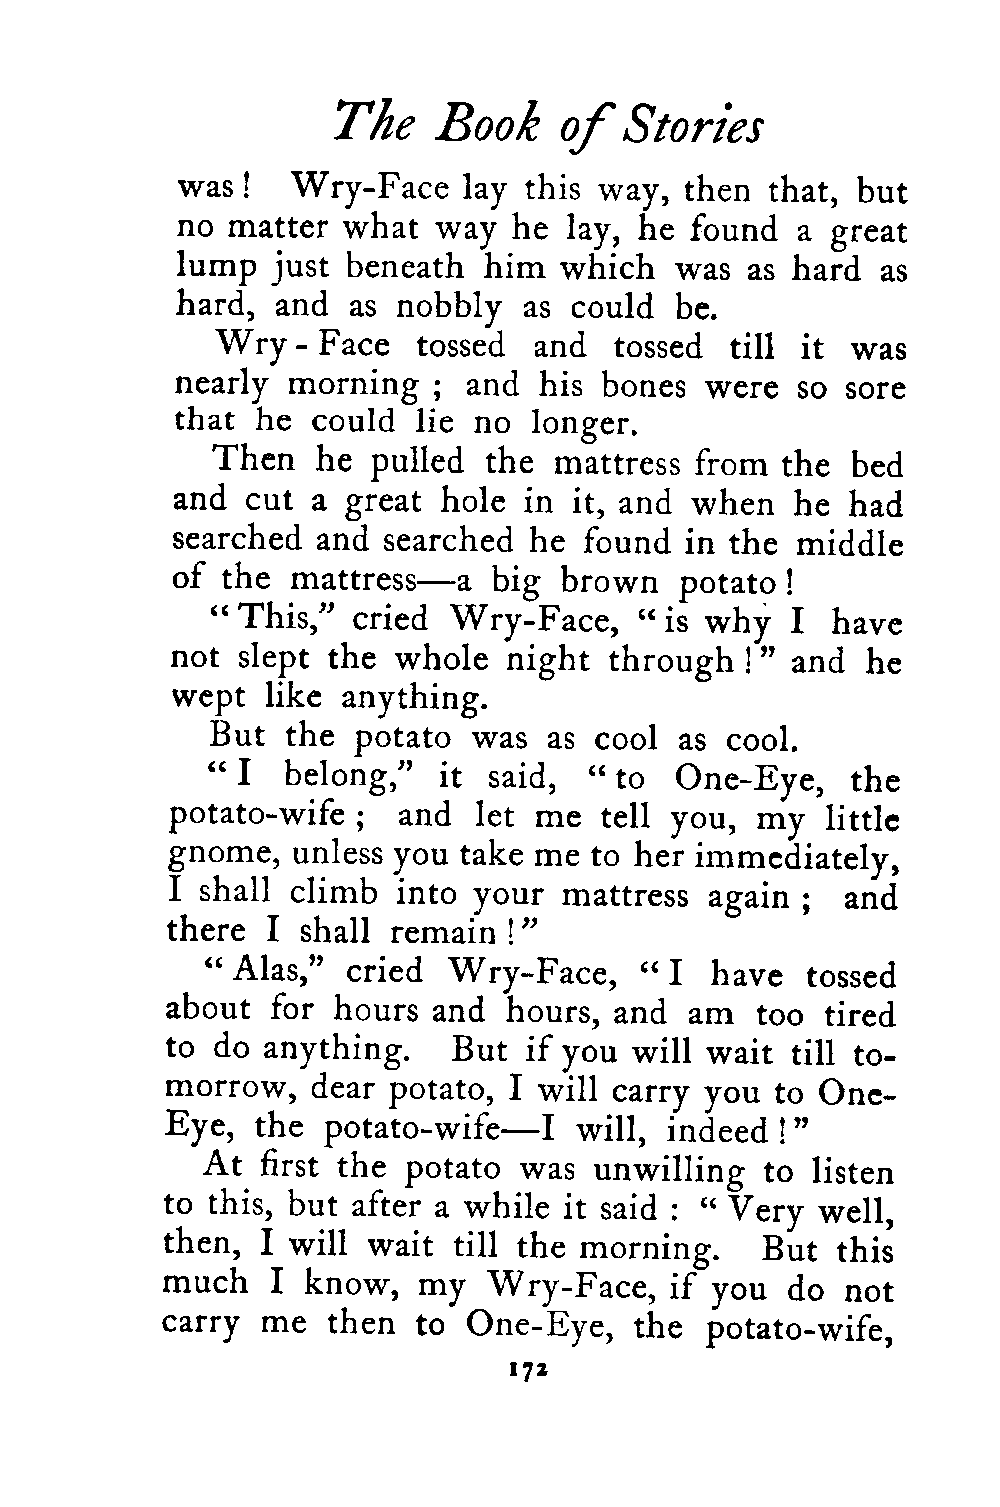 The Book of Stories
was! Wry-Face lay this way, then that, but
no matter what way he lay, he found a great
lump just beneath him which was as hard as
hard, and as nobbly as could be.
Wry-Face tossed and tossed till it was
nearly morning; and his bones were so sore
that he could lie no longer.
Then he pulled the mattress from the bed
and cut a great hole in it, and when he had
searched and searched he found in the middle
of the mattress—a big brown potato!
“This,” cried Wry-Face, “is why I have
not slept the whole night through!” and he
wept like anything.
But the potato was as cool as cool.
“I belong,” it said, “to One-Eye, the
potato-wife; and let me tell you, my little
gnome, unless you take me to her immediately,
I shall climb into your mattress again; and
there I shall remain!”
“Alas,” cried Wry-Face, “I have tossed
about for hours and hours, and am too tired
to do anything. But if you will wait till to-
morrow, dear potato, I will carry you to One-
Eye, the potato-wife—I will, indeed!”
At first the potato was unwilling to listen
to this, but after a while it said: “Very well,
then, I will wait till the morning. But this
much I know, my Wry-Face, if you do not
carry me then to One-Eye, the potato-wife,
172